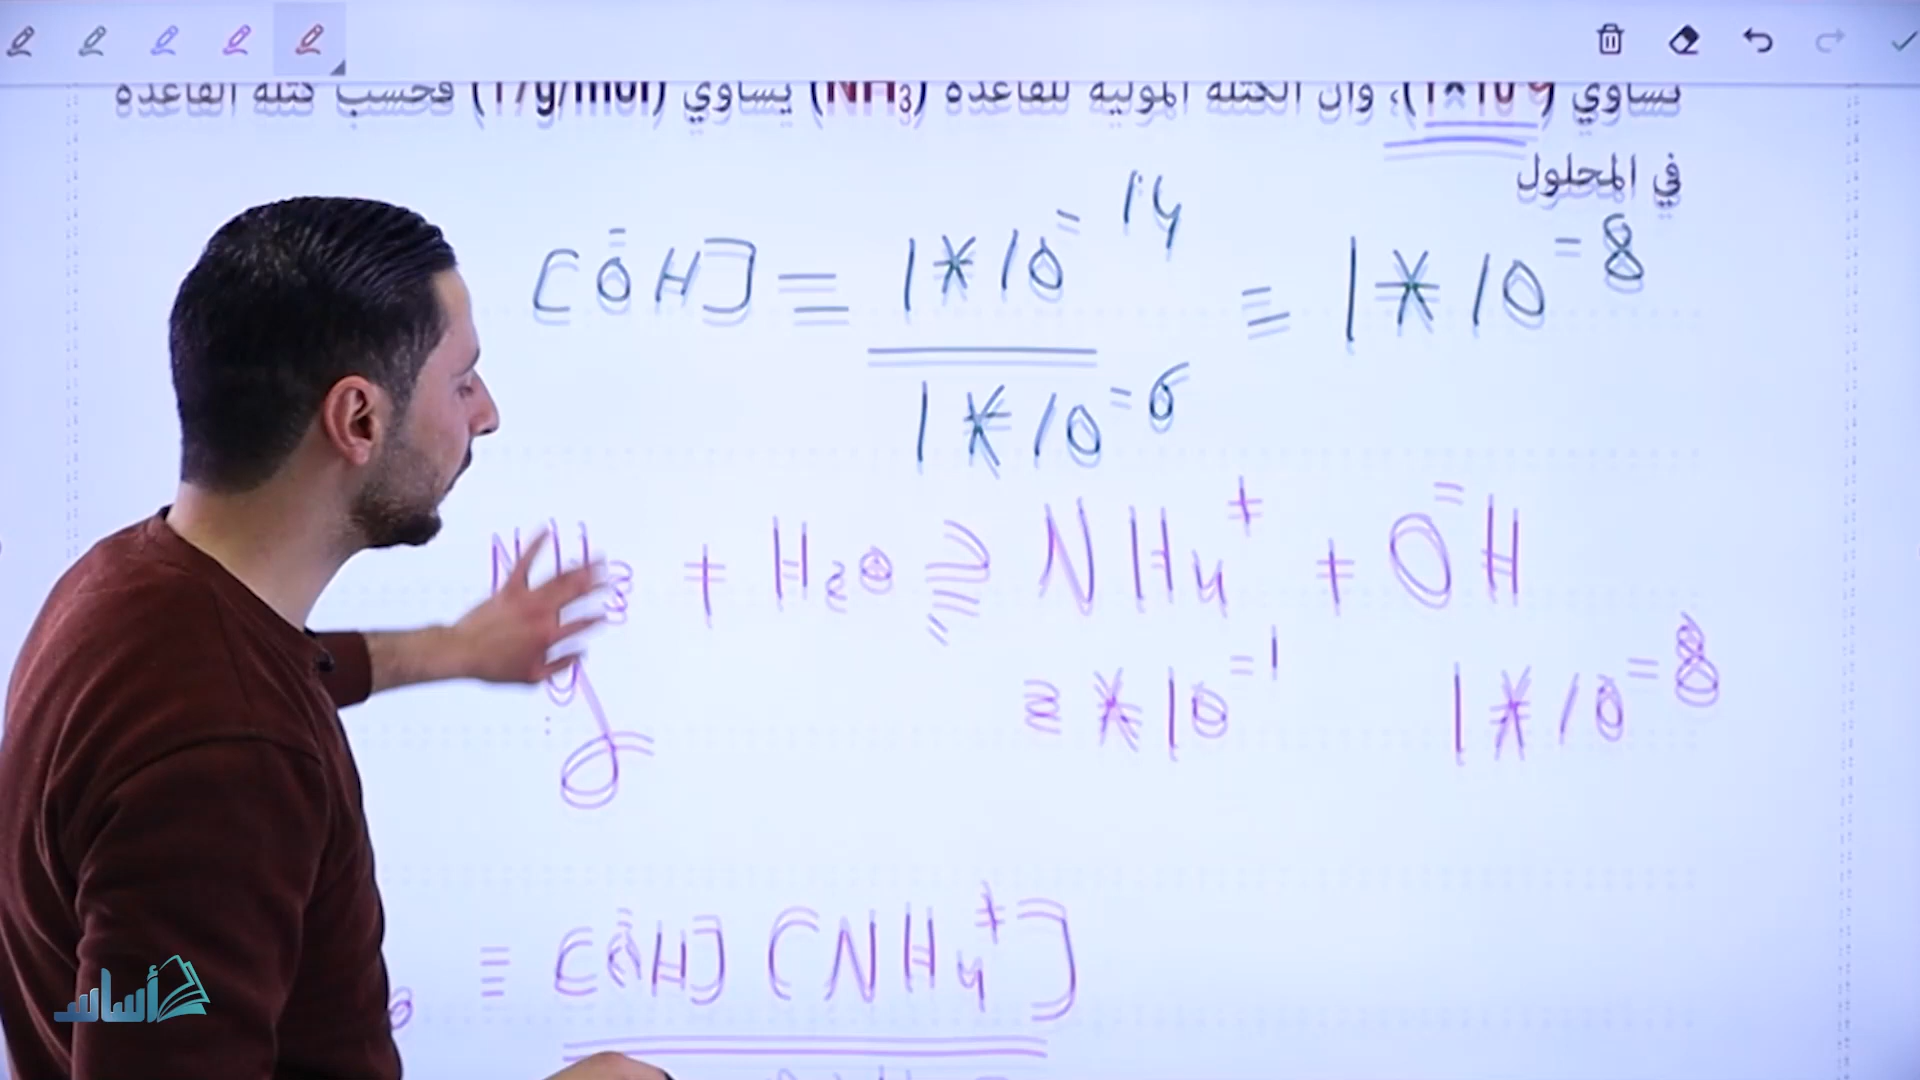 يساوي (1*10⁻⁹)، وأن الكتلة المولية للقاعدة (NH₃) يساوي (17g/mol) فحسب كتلة القاعدة
في المحلول
[OH⁻] = 1*10⁻¹⁴ / 1*10⁻⁶ = 1*10⁻⁸
NH₃ + H₂O ⇌ NH₄⁺ + OH⁻
2*10⁻¹ 1*10⁻⁸
= [OH⁻] [NH₄⁺]
أساس